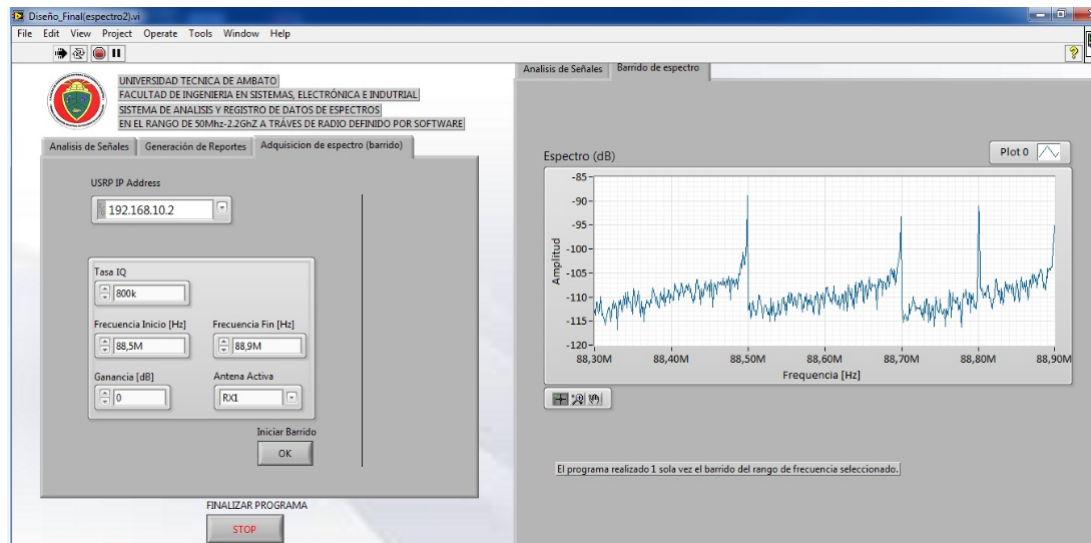 Diseño_Final(espectro2).vi
File Edit View Project Operate Tools Window Help
UNIVERSIDAD TECNICA DE AMBATO
FACULTAD DE INGENIERIA EN SISTEMAS, ELECTRÓNICA E INDUTRIAL
SISTEMA DE ANALISIS Y REGISTRO DE DATOS DE ESPECTROS
EN EL RANGO DE 50Mhz-2.2GhZ A TRÁVES DE RADIO DEFINIDO POR SOFTWARE
Analisis de Señales Generación de Reportes Adquisicion de espectro (barrido)
USRP IP Address
192.168.10.2
Tasa IQ
800k
Frecuencia Inicio [Hz] Frecuencia Fin [Hz]
88,5M 88,9M
Ganancia [dB] Antena Activa
0 RX1
Iniciar Barrido
OK
FINALIZAR PROGRAMA
STOP
Analisis de Señales Barrido de espectro
Espectro (dB)
Plot 0
Amplitud
-85
-90
-95
-100
-105
-110
-115
-120
88,30M 88,40M 88,50M 88,60M 88,70M 88,80M 88,90M
Frequencia [Hz]
El programa realizado 1 sola vez el barrido del rango de frecuencia seleccionado.